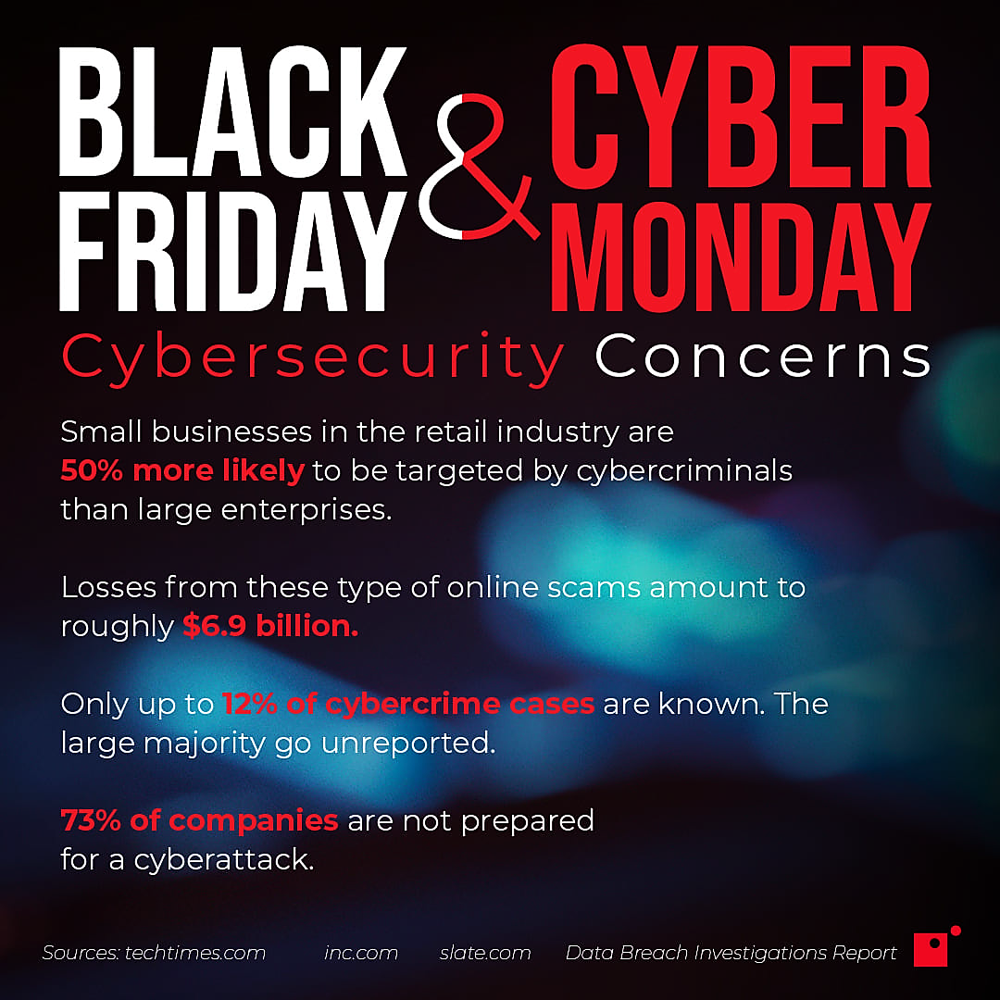 BLACK FRIDAY & CYBER MONDAY
Cybersecurity Concerns
Small businesses in the retail industry are
50% more likely to be targeted by cybercriminals
than large enterprises.
Losses from these type of online scams amount to
roughly $6.9 billion.
Only up to 12% of cybercrime cases are known. The
large majority go unreported.
73% of companies are not prepared
for a cyberattack.
Sources: techtimes.com inc.com slate.com Data Breach Investigations Report